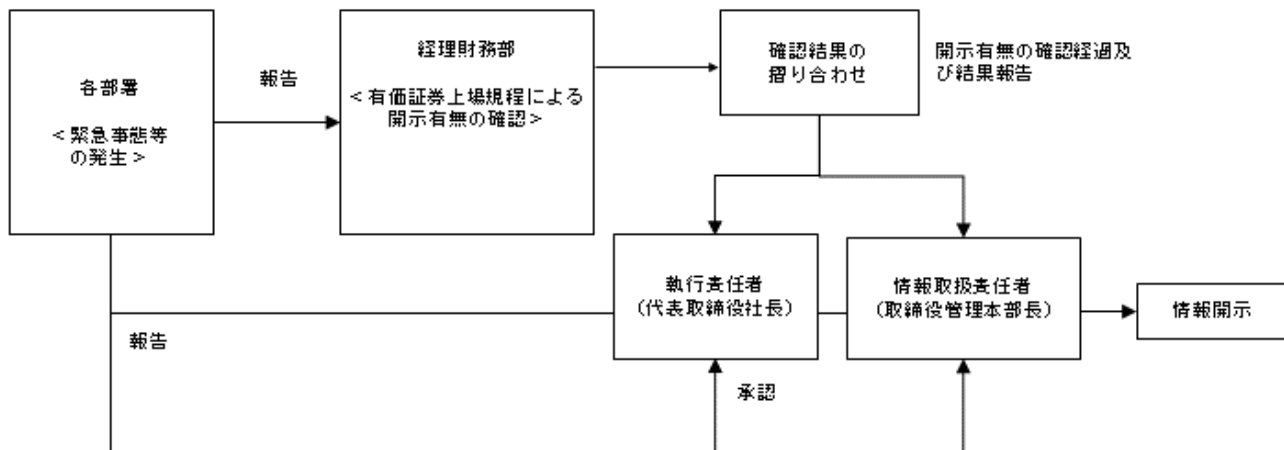 各部署
＜緊急事態等
の発生＞
報告
経理財務部
＜有価証券上場規程による
開示有無の確認＞
確認結果の
摺り合わせ
開示有無の確認経過及
び結果報告
執行責任者
（代表取締役社長）
情報取扱責任者
（取締役管理本部長）
情報開示
報告
承認